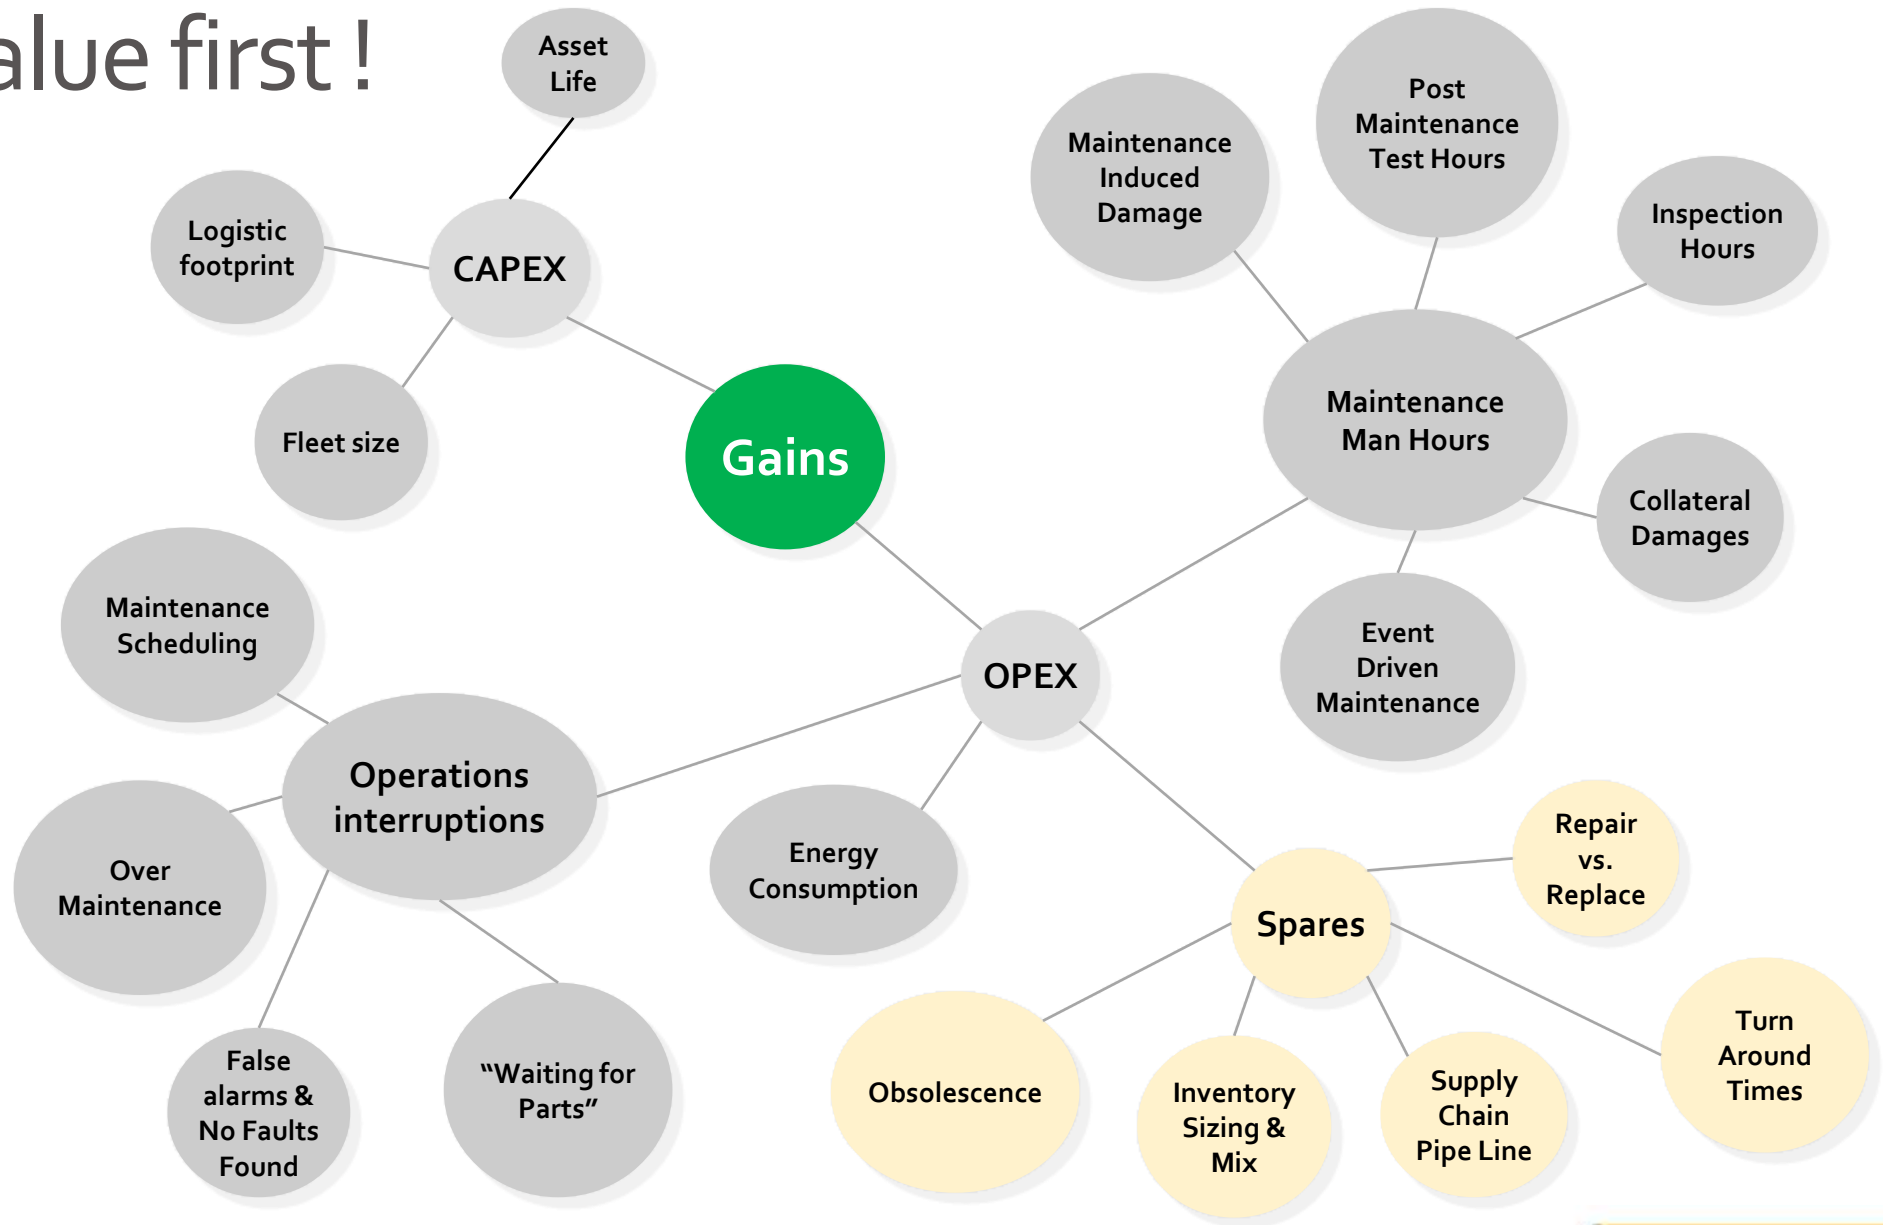 alue first !
Asset
Life
Logistic
footprint
CAPEX
Fleet size
Gains
Maintenance
Induced
Damage
Post
Maintenance
Test Hours
Inspection
Hours
Maintenance
Man Hours
Collateral
Damages
Event
Driven
Maintenance
OPEX
Maintenance
Scheduling
Operations
interruptions
Over
Maintenance
False
alarms &
No Faults
Found
“Waiting for
Parts”
Energy
Consumption
Spares
Repair
vs.
Replace
Obsolescence
Inventory
Sizing &
Mix
Supply
Chain
Pipe Line
Turn
Around
Times